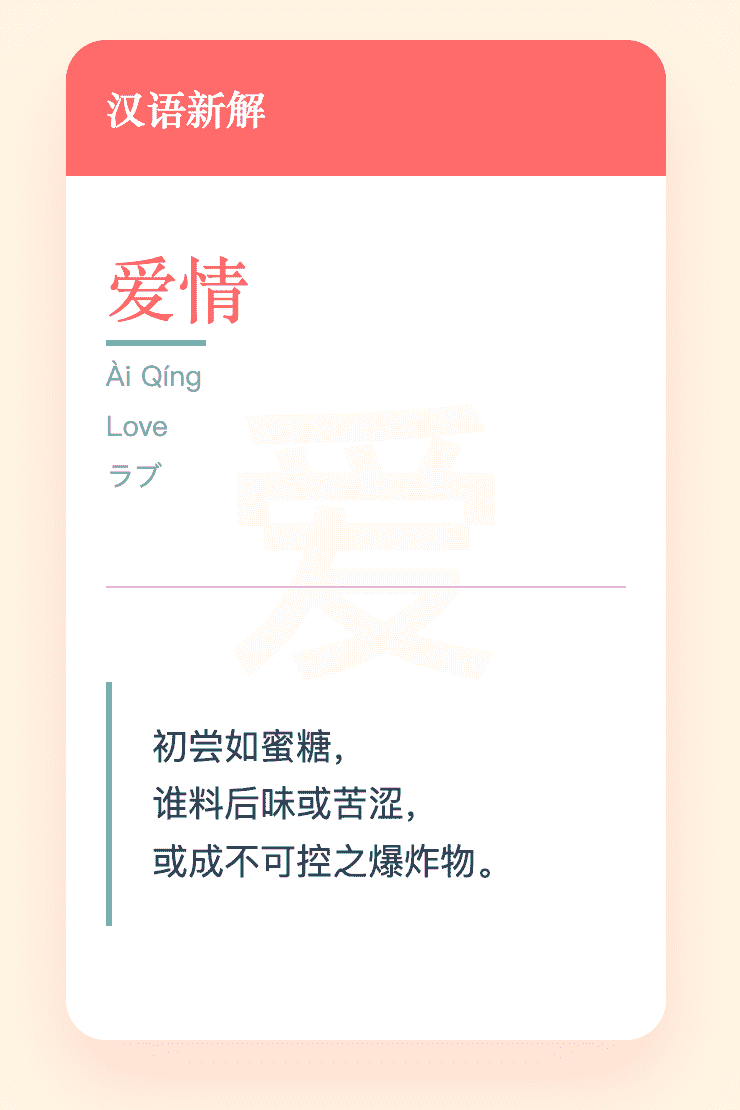 汉语新解
爱情
Ài Qíng
Love
ラブ
爱
初尝如蜜糖，
谁料后味或苦涩，
或成不可控之爆炸物。